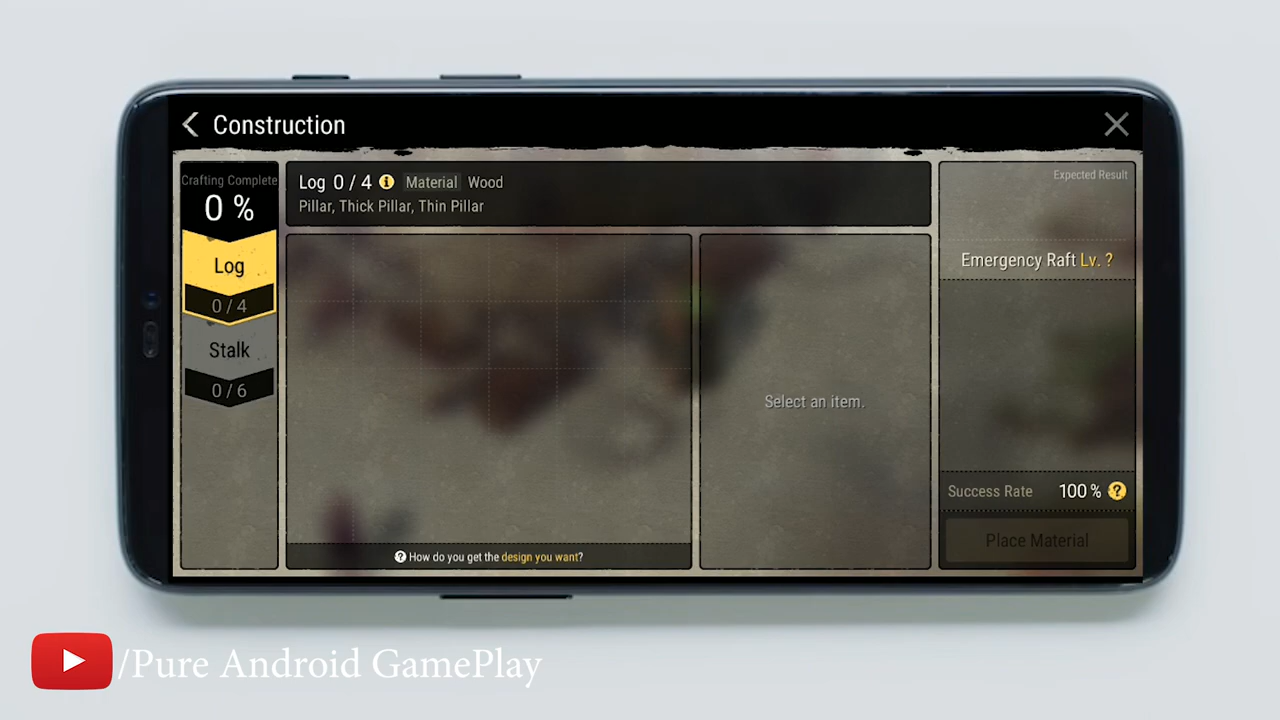 Construction
Crafting Complete
0 %
Log
0 / 4
Stalk
0 / 6
Log 0 / 4 Material Wood
Pillar, Thick Pillar, Thin Pillar
Select an item.
? How do you get the design you want?
Expected Result
Emergency Raft Lv. ?
Success Rate 100 % ?
Place Material
/Pure Android GamePlay